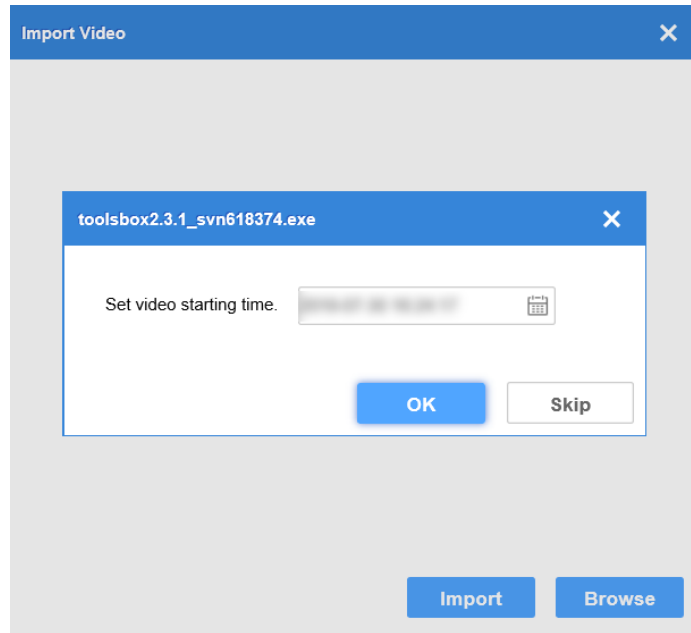 Import Video
toolsbox2.3.1_svn618374.exe
Set video starting time.
OK
Skip
Import
Browse